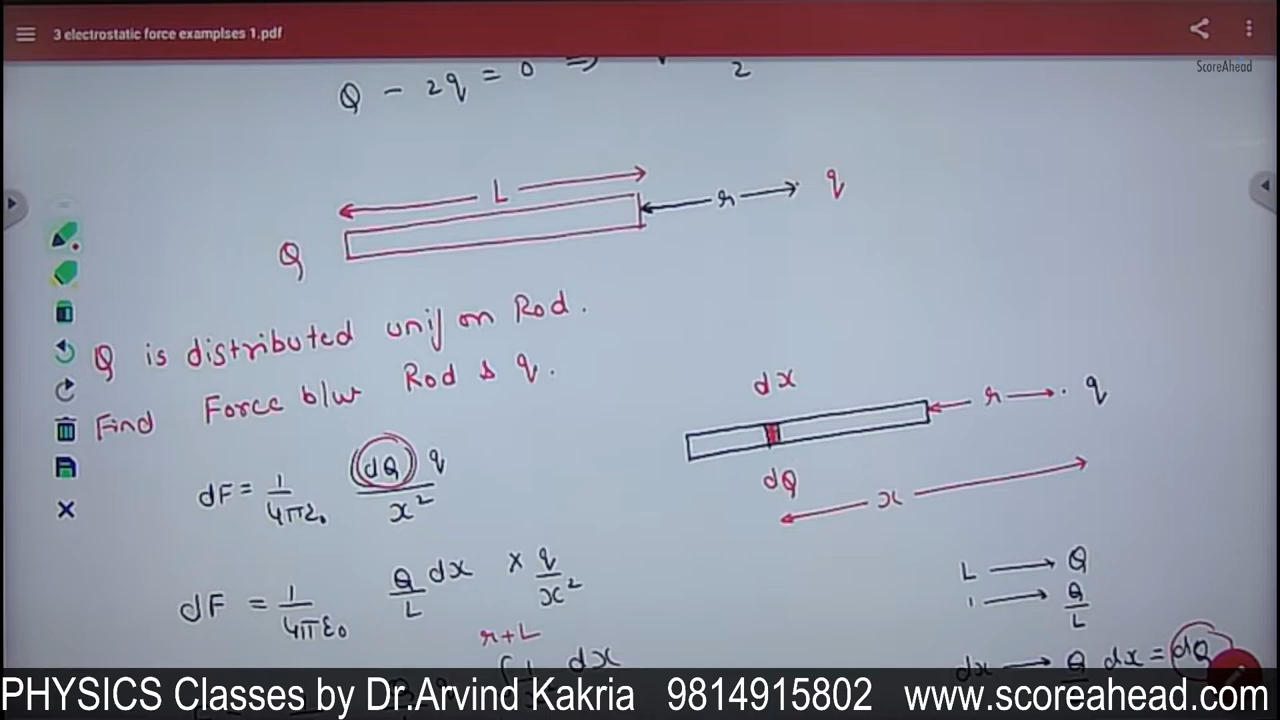 3 electrostatic force examplses 1.pdf
ScoreAhead
Q - 2q = 0 ⇒
2
L
r
q
Q
Q is distributed unif on Rod.
Find Force b/w Rod & q.
dx
r
q
dQ
x
dF = 1/4πε₀ (dQ) q/x²
dF = 1/4πε₀ Q/L dx × q/x²
L → Q
1 → Q/L
dx → Q dx = dQ
r+L
dx
PHYSICS Classes by Dr.Arvind Kakria 9814915802 www.scoreahead.com